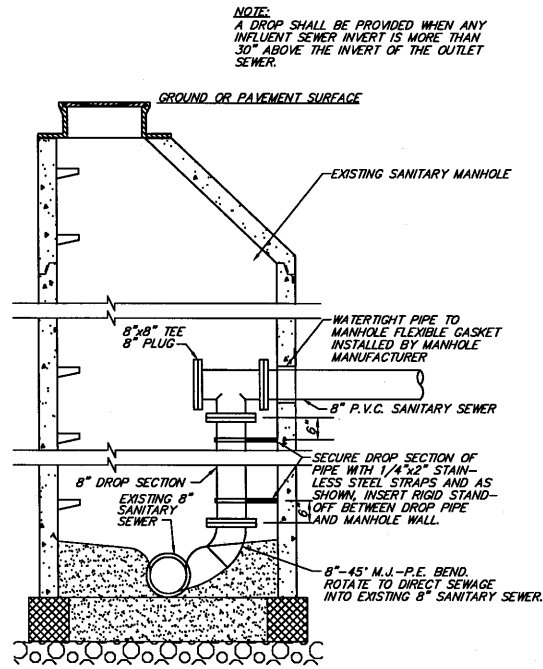 NOTE:
A DROP SHALL BE PROVIDED WHEN ANY
INFLUENT SEWER INVERT IS MORE THAN
30" ABOVE THE INVERT OF THE OUTLET
SEWER.
GROUND OR PAVEMENT SURFACE
EXISTING SANITARY MANHOLE
8"x8" TEE
8" PLUG
WATERTIGHT PIPE TO
MANHOLE FLEXIBLE GASKET
INSTALLED BY MANHOLE
MANUFACTURER
8" P.V.C. SANITARY SEWER
6"
SECURE DROP SECTION OF
PIPE WITH 1/4"x2" STAIN-
LESS STEEL STRAPS AND AS
SHOWN, INSERT RIGID STAND-
OFF BETWEEN DROP PIPE
AND MANHOLE WALL.
8" DROP SECTION
EXISTING 8"
SANITARY
SEWER
6"
8"-45° M.J.-P.E. BEND.
ROTATE TO DIRECT SEWAGE
INTO EXISTING 8" SANITARY SEWER.